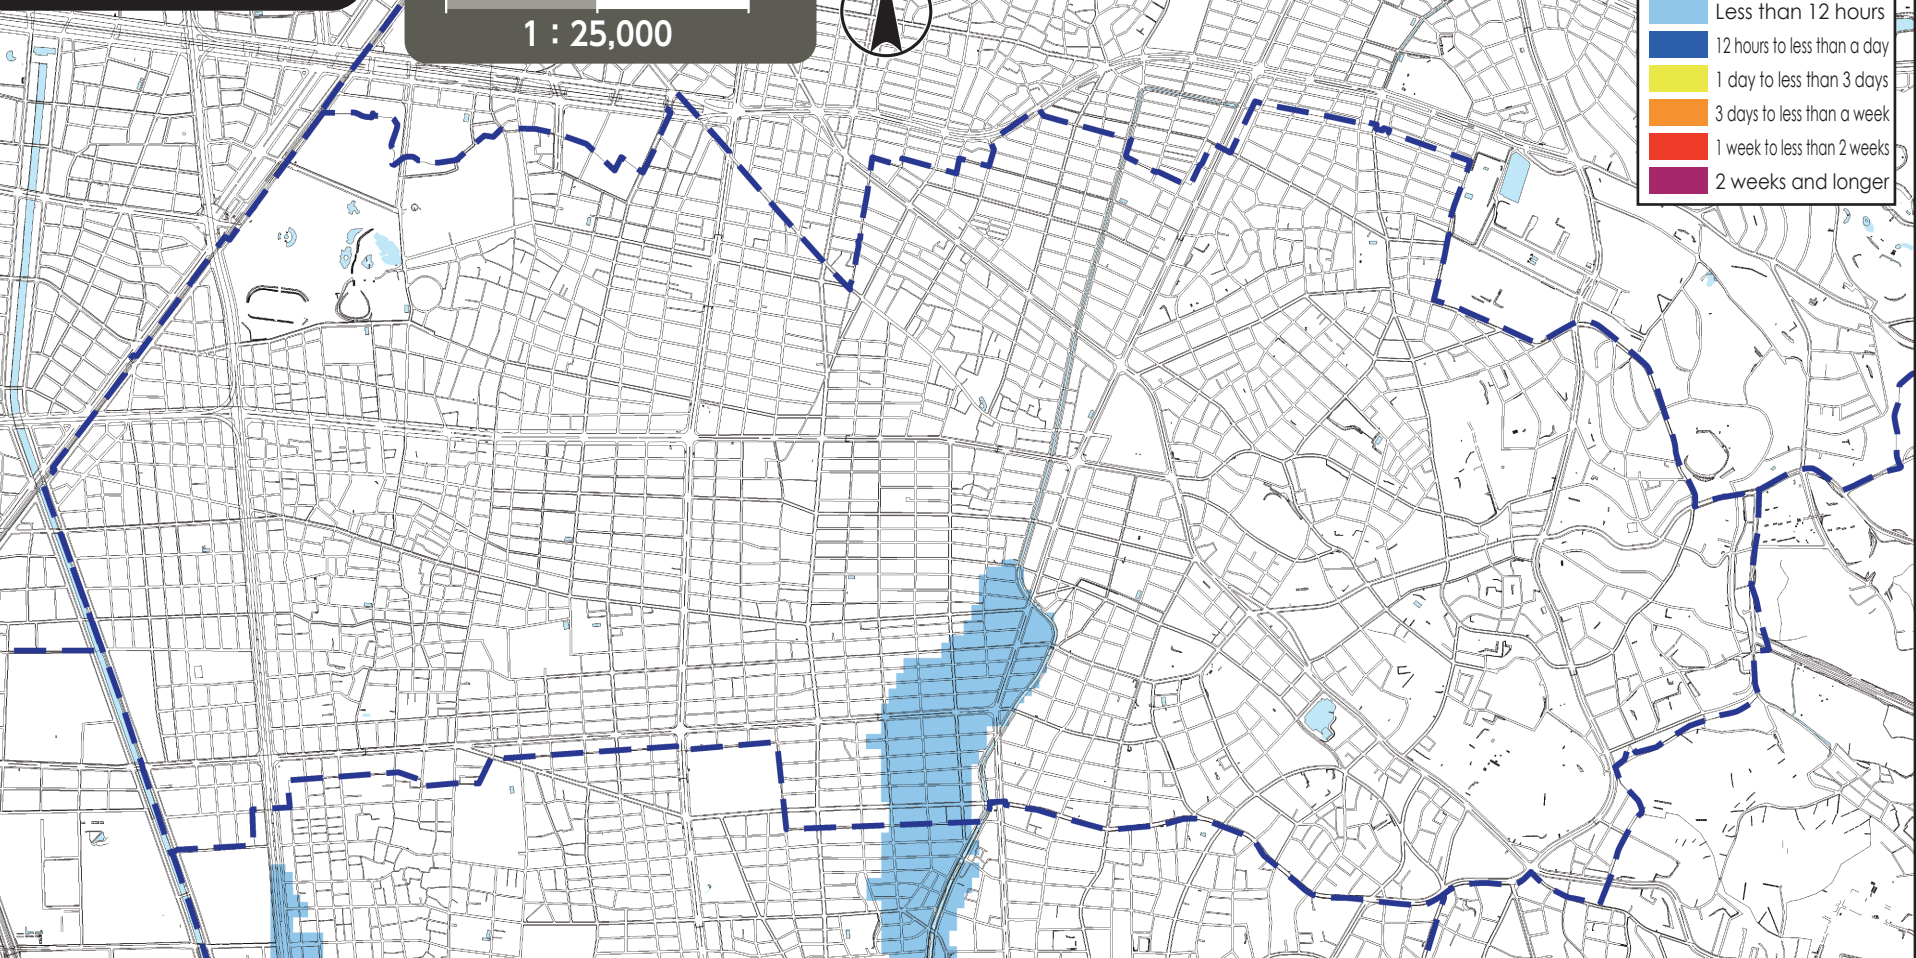 1 : 25,000
Less than 12 hours
12 hours to less than a day
1 day to less than 3 days
3 days to less than a week
1 week to less than 2 weeks
2 weeks and longer